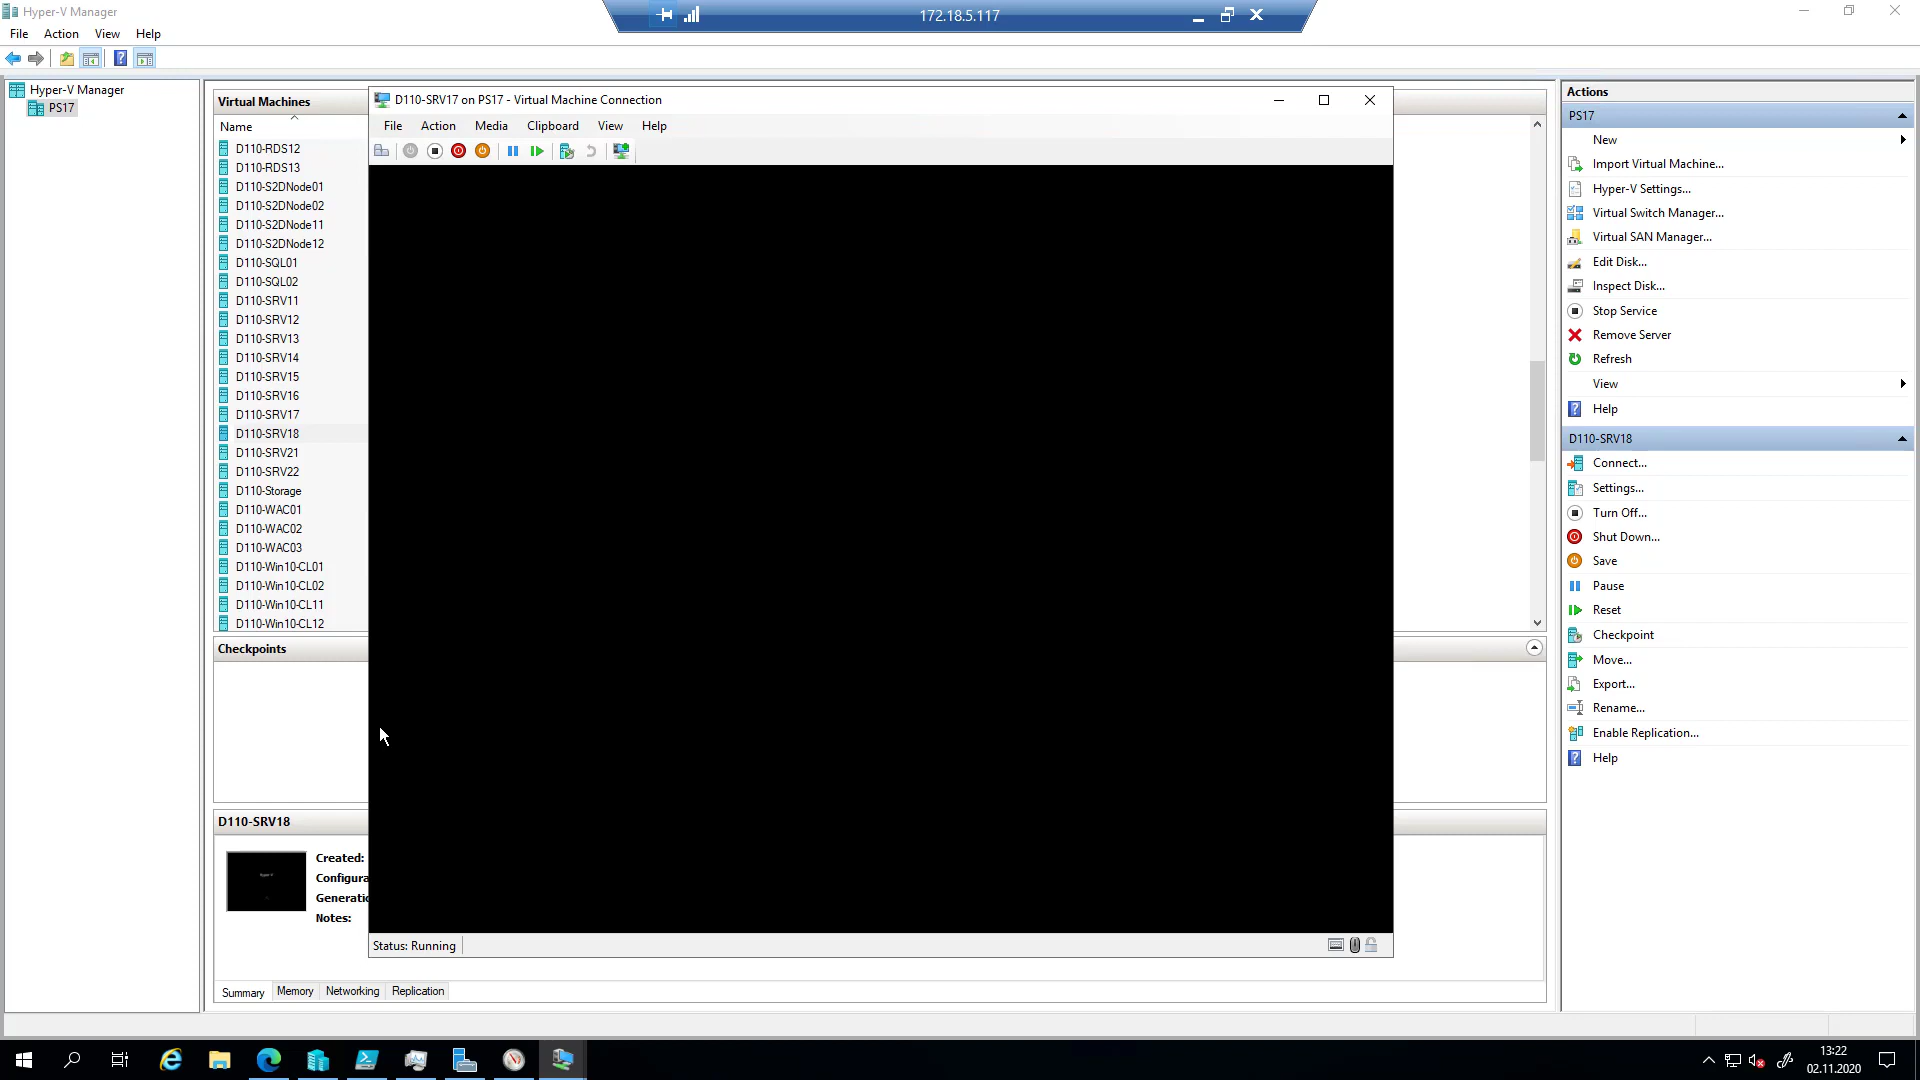 Hyper-V Manager
172.18.5.117
File Action View Help
Hyper-V Manager
PS17
Virtual Machines
Name
D110-RDS12
D110-RDS13
D110-S2DNode01
D110-S2DNode02
D110-S2DNode11
D110-S2DNode12
D110-SQL01
D110-SQL02
D110-SRV11
D110-SRV12
D110-SRV13
D110-SRV14
D110-SRV15
D110-SRV16
D110-SRV17
D110-SRV18
D110-SRV21
D110-SRV22
D110-Storage
D110-WAC01
D110-WAC02
D110-WAC03
D110-Win10-CL01
D110-Win10-CL02
D110-Win10-CL11
D110-Win10-CL12
Checkpoints
D110-SRV18
Hyper-V
Created:
Configura
Generatio
Notes:
Summary Memory Networking Replication
D110-SRV17 on PS17 - Virtual Machine Connection
File Action Media Clipboard View Help
Status: Running
Actions
PS17
New
Import Virtual Machine...
Hyper-V Settings...
Virtual Switch Manager...
Virtual SAN Manager...
Edit Disk...
Inspect Disk...
Stop Service
Remove Server
Refresh
View
Help
D110-SRV18
Connect...
Settings...
Turn Off...
Shut Down...
Save
Pause
Reset
Checkpoint
Move...
Export...
Rename...
Enable Replication...
Help
13:22
02.11.2020